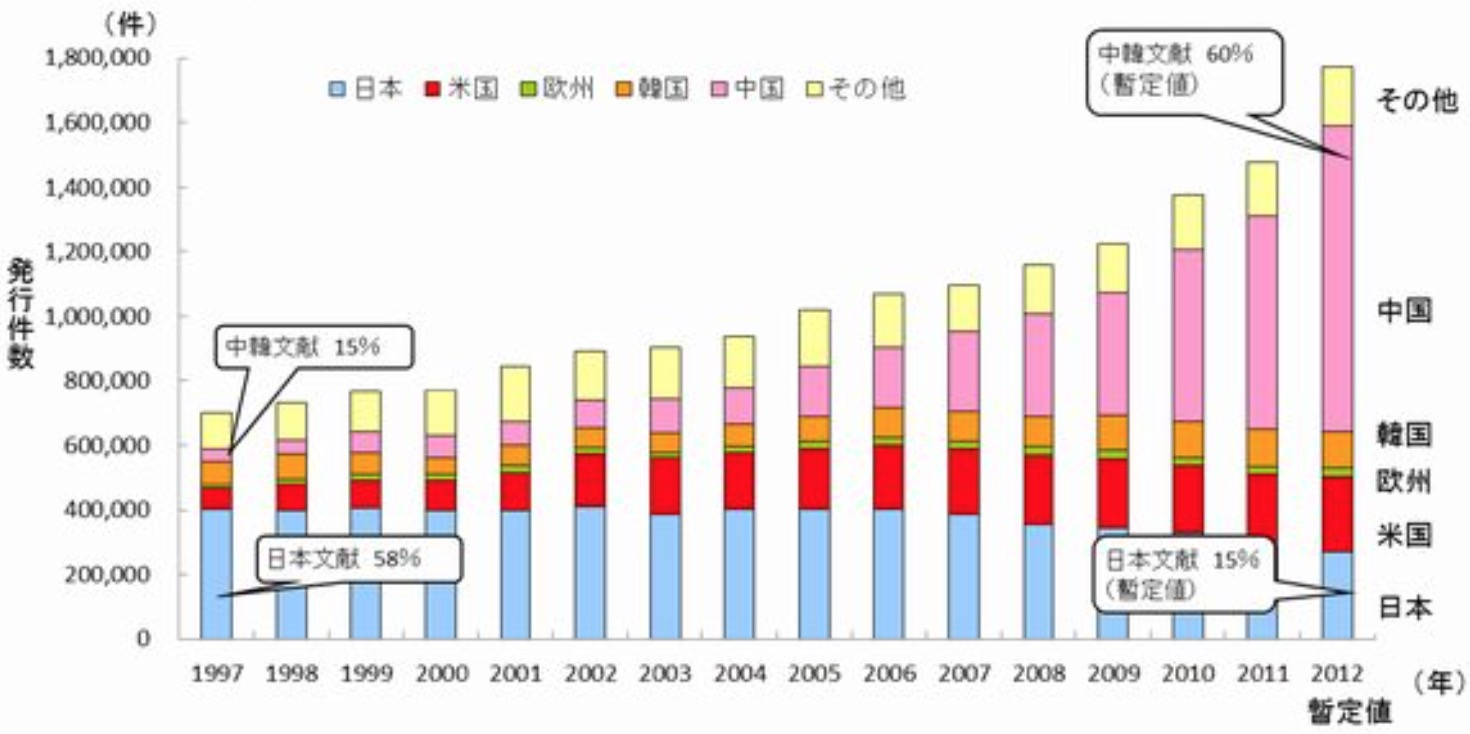 (件)
1,800,000
1,600,000
1,400,000
1,200,000
1,000,000
800,000
600,000
400,000
200,000
0
発行件数
日本 米国 欧州 韓国 中国 その他
中韓文献 15%
日本文献 58%
中韓文献 60%
(暫定値)
日本文献 15%
(暫定値)
その他
中国
韓国
欧州
米国
日本
1997 1998 1999 2000 2001 2002 2003 2004 2005 2006 2007 2008 2009 2010 2011 2012 (年)
暫定値